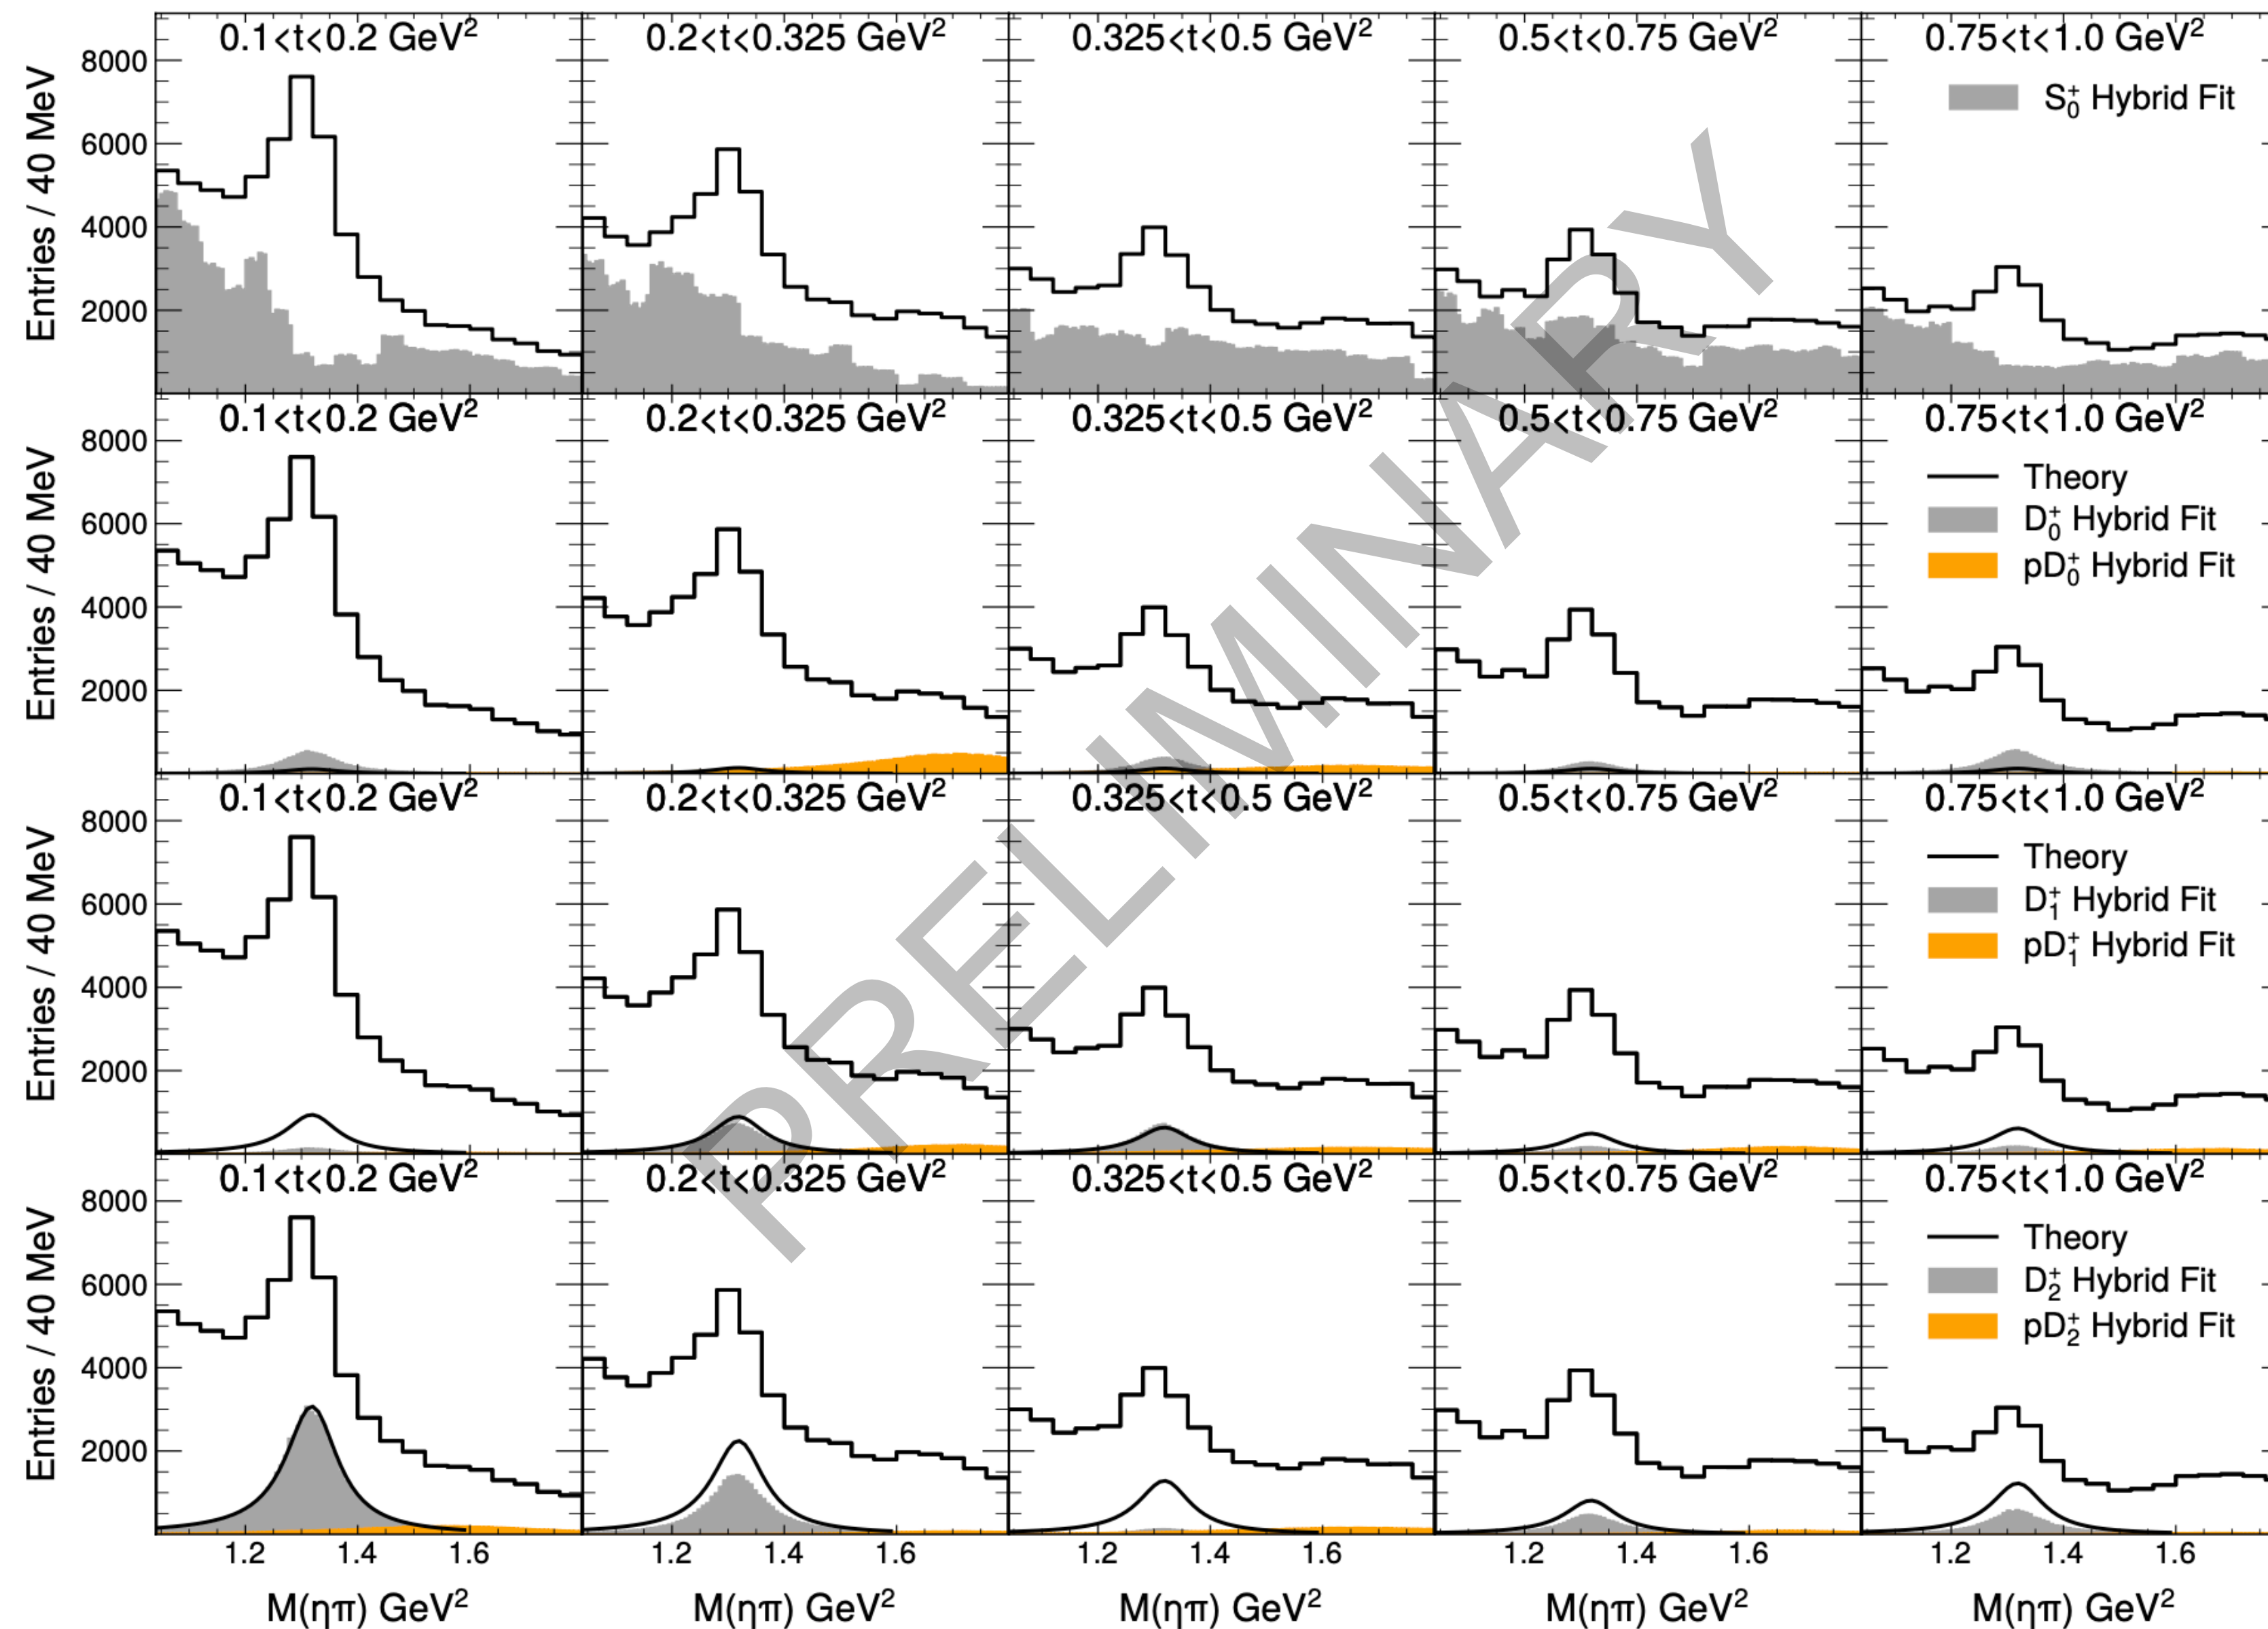 0.1<t<0.2 GeV² 0.2<t<0.325 GeV² 0.325<t<0.5 GeV² 0.5<t<0.75 GeV² 0.75<t<1.0 GeV²
Entries / 40 MeV
8000
6000
4000
2000
S₀⁺ Hybrid Fit
0.1<t<0.2 GeV² 0.2<t<0.325 GeV² 0.325<t<0.5 GeV² 0.5<t<0.75 GeV² 0.75<t<1.0 GeV²
Entries / 40 MeV
8000
6000
4000
2000
Theory
D₀⁺ Hybrid Fit
pD₀⁺ Hybrid Fit
0.1<t<0.2 GeV² 0.2<t<0.325 GeV² 0.325<t<0.5 GeV² 0.5<t<0.75 GeV² 0.75<t<1.0 GeV²
Entries / 40 MeV
8000
6000
4000
2000
Theory
D₁⁺ Hybrid Fit
pD₁⁺ Hybrid Fit
0.1<t<0.2 GeV² 0.2<t<0.325 GeV² 0.325<t<0.5 GeV² 0.5<t<0.75 GeV² 0.75<t<1.0 GeV²
Entries / 40 MeV
8000
6000
4000
2000
Theory
D₂⁺ Hybrid Fit
pD₂⁺ Hybrid Fit
1.2 1.4 1.6 1.2 1.4 1.6 1.2 1.4 1.6 1.2 1.4 1.6 1.2 1.4 1.6
M(ηπ) GeV² M(ηπ) GeV² M(ηπ) GeV² M(ηπ) GeV² M(ηπ) GeV²
PRELIMINARY